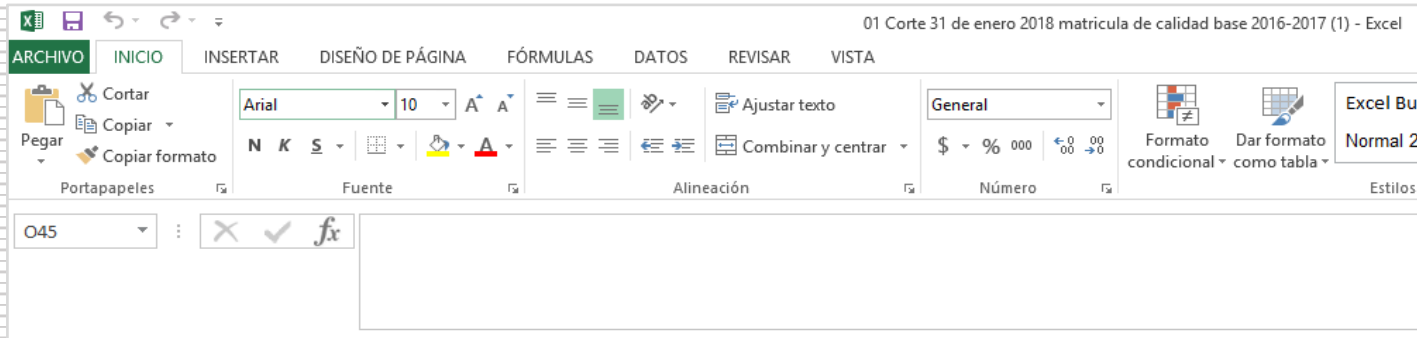 01 Corte 31 de enero 2018 matricula de calidad base 2016-2017 (1) - Excel
ARCHIVO INICIO INSERTAR DISEÑO DE PÁGINA FÓRMULAS DATOS REVISAR VISTA
Pegar
Cortar
Copiar
Copiar formato
Portapapeles
Arial 10
N K S
Fuente
Ajustar texto
Combinar y centrar
Alineación
General
$ % 000
Número
Formato condicional
Dar formato como tabla
Excel Bu
Normal 2
Estilos
O45 fx